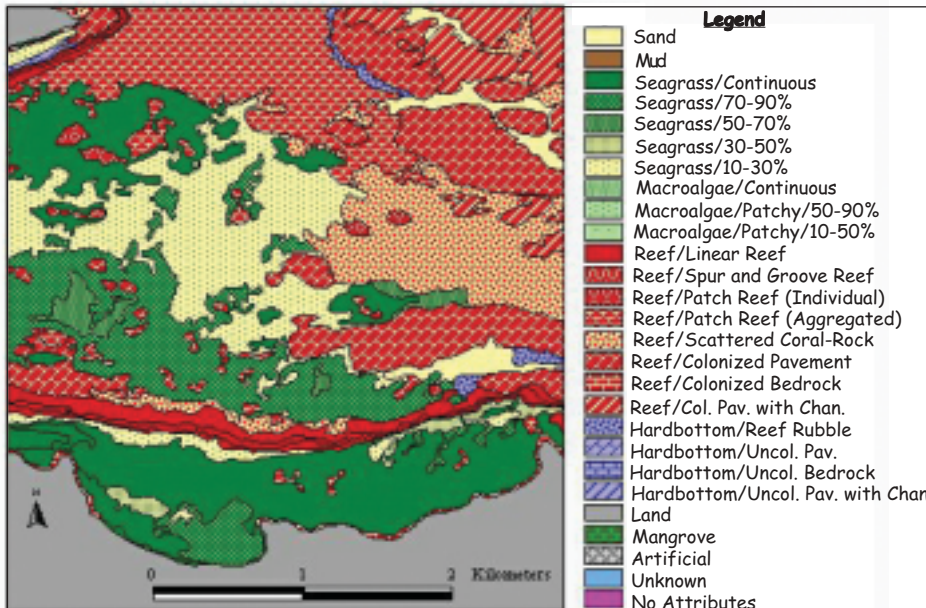 Legend
Sand
Mud
Seagrass/Continuous
Seagrass/70-90%
Seagrass/50-70%
Seagrass/30-50%
Seagrass/10-30%
Macroalgae/Continuous
Macroalgae/Patchy/50-90%
Macroalgae/Patchy/10-50%
Reef/Linear Reef
Reef/Spur and Groove Reef
Reef/Patch Reef (Individual)
Reef/Patch Reef (Aggregated)
Reef/Scattered Coral-Rock
Reef/Colonized Pavement
Reef/Colonized Bedrock
Reef/Col. Pav. with Chan.
Hardbottom/Reef Rubble
Hardbottom/Uncol. Pav.
Hardbottom/Uncol. Bedrock
Hardbottom/Uncol. Pav. with Chan
Land
Mangrove
Artificial
Unknown
No Attributes
N
0 1 2 Kilometers